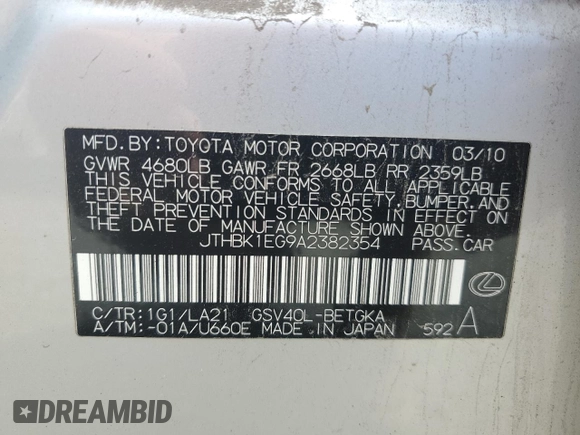 MFD.BY:TOYOTA MOTOR CORPORATION 03/10
GVWR 4680LB GAWR FR 2668LB RR 2359LB
THIS VEHICLE CONFORMS TO ALL APPLICABLE
FEDERAL MOTOR VEHICLE SAFETY,BUMPER,AND
THEFT PREVENTION STANDARDS IN EFFECT ON
THE DATE OF MANUFACTURE SHOWN ABOVE.
JTHBK1EG9A2382354 PASS.CAR
C/TR:1G1/LA21 GSV40L-BETGKA
A/TM:-01A/U660E MADE IN JAPAN 592 A
DREAMBID